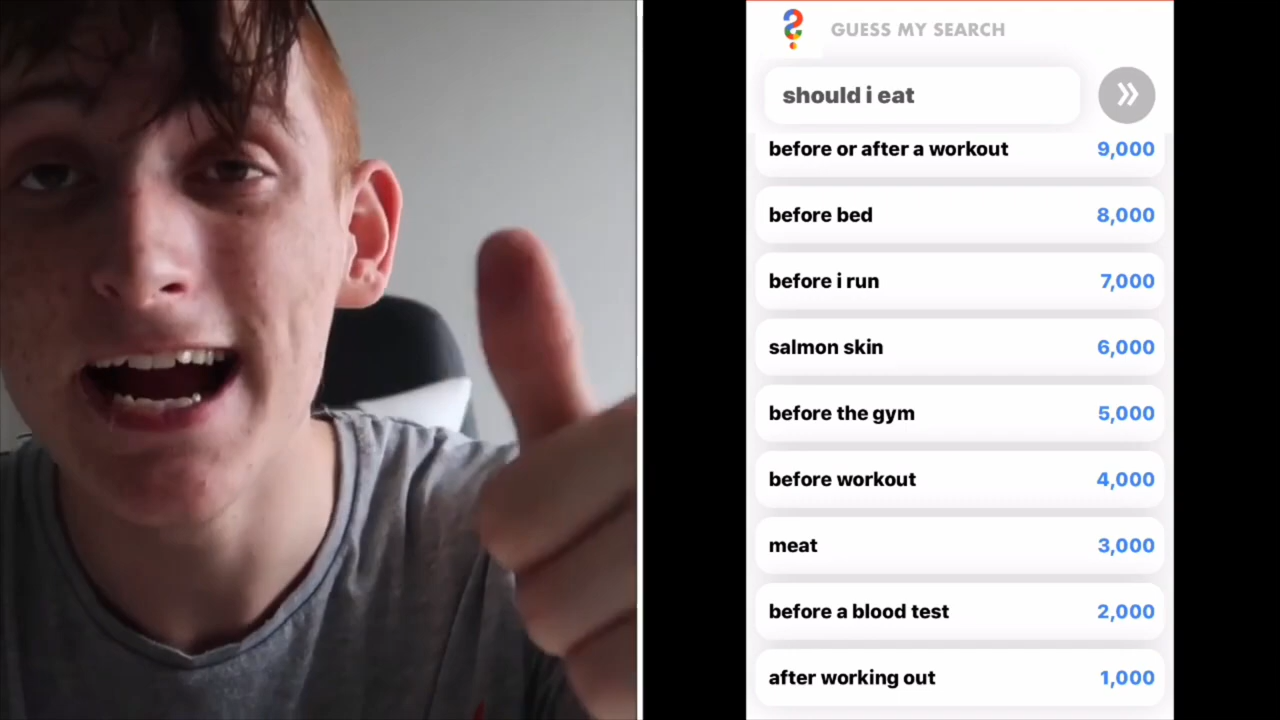 GUESS MY SEARCH
should i eat
before or after a workout 9,000
before bed 8,000
before i run 7,000
salmon skin 6,000
before the gym 5,000
before workout 4,000
meat 3,000
before a blood test 2,000
after working out 1,000